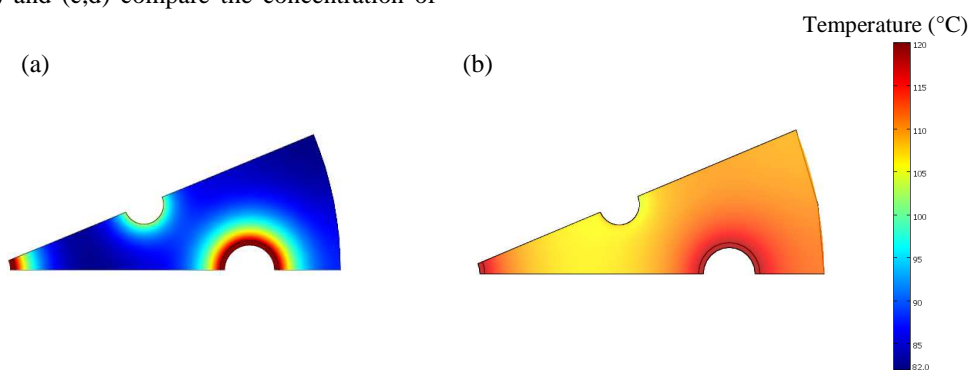 and (c,d) compare the concentration of
Temperature (°C)
(a)
(b)
120
115
110
105
100
95
90
85
82.0